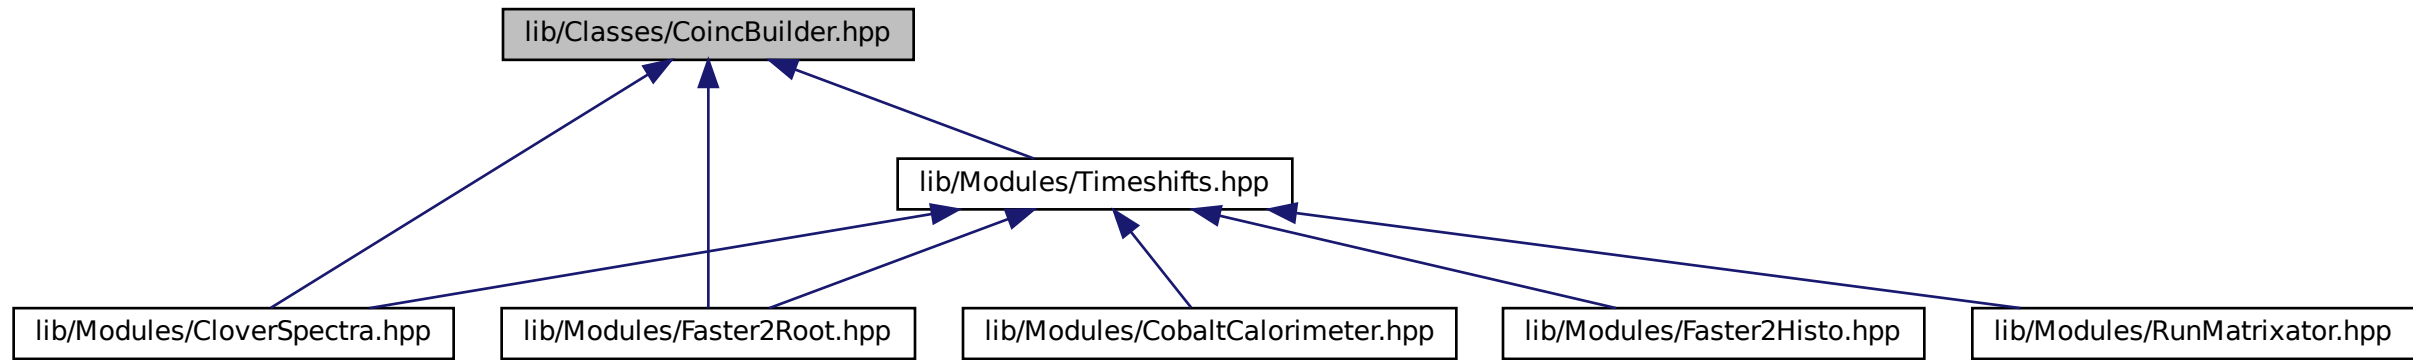 lib/Classes/CoincBuilder.hpp
lib/Modules/Timeshifts.hpp
lib/Modules/CloverSpectra.hpp
lib/Modules/Faster2Root.hpp
lib/Modules/CobaltCalorimeter.hpp
lib/Modules/Faster2Histo.hpp
lib/Modules/RunMatrixator.hpp